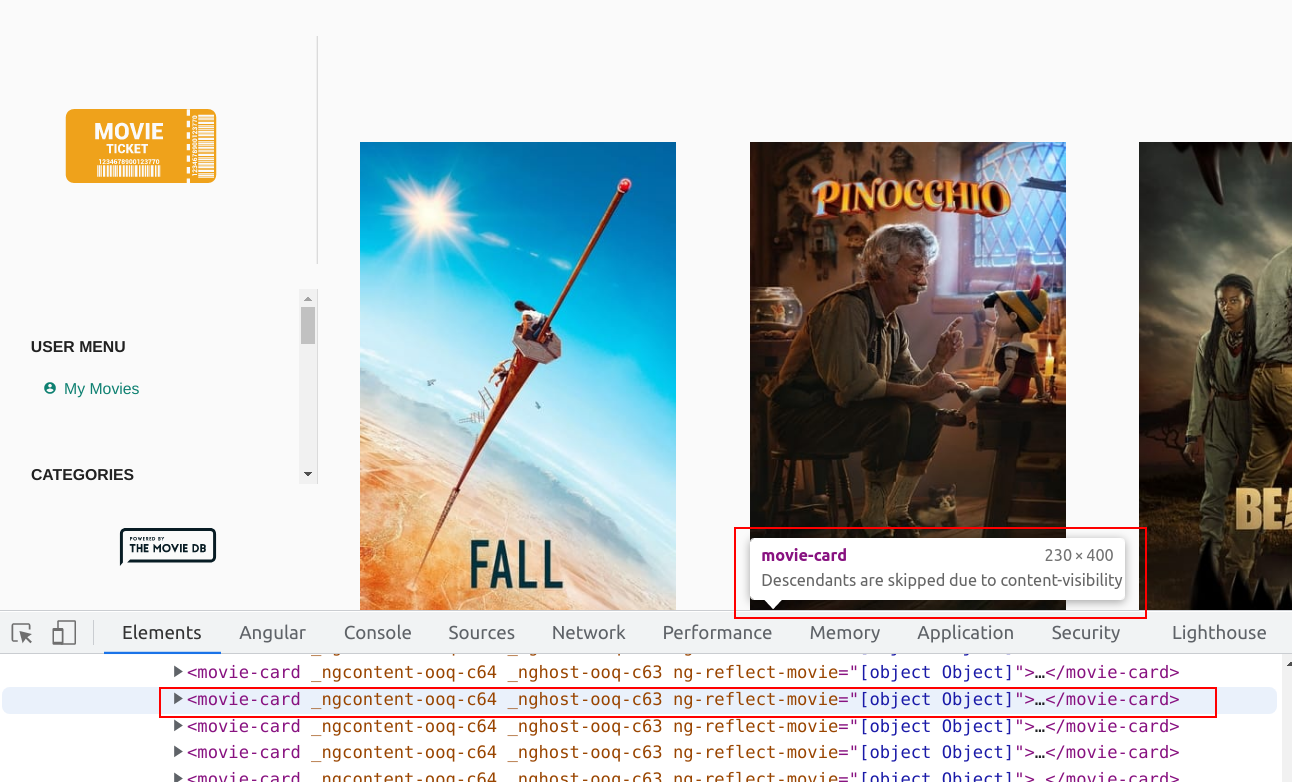 MOVIE
TICKET
1234678900123770
1234678900123770
PINOCCHIO
USER MENU
My Movies
CATEGORIES
POWERED BY
THE MOVIE DB
FALL
movie-card 230 × 400
Descendants are skipped due to content-visibility
Elements Angular Console Sources Network Performance Memory Application Security Lighthouse
<movie-card _ngcontent-ooq-c64 _nghost-ooq-c63 ng-reflect-movie="[object Object]">…</movie-card>
<movie-card _ngcontent-ooq-c64 _nghost-ooq-c63 ng-reflect-movie="[object Object]">…</movie-card>
<movie-card _ngcontent-ooq-c64 _nghost-ooq-c63 ng-reflect-movie="[object Object]">…</movie-card>
<movie-card _ngcontent-ooq-c64 _nghost-ooq-c63 ng-reflect-movie="[object Object]">…</movie-card>
<movie-card _ngcontent-ooq-c64 _nghost-ooq-c63 ng-reflect-movie="[object Object]">…</movie-card>